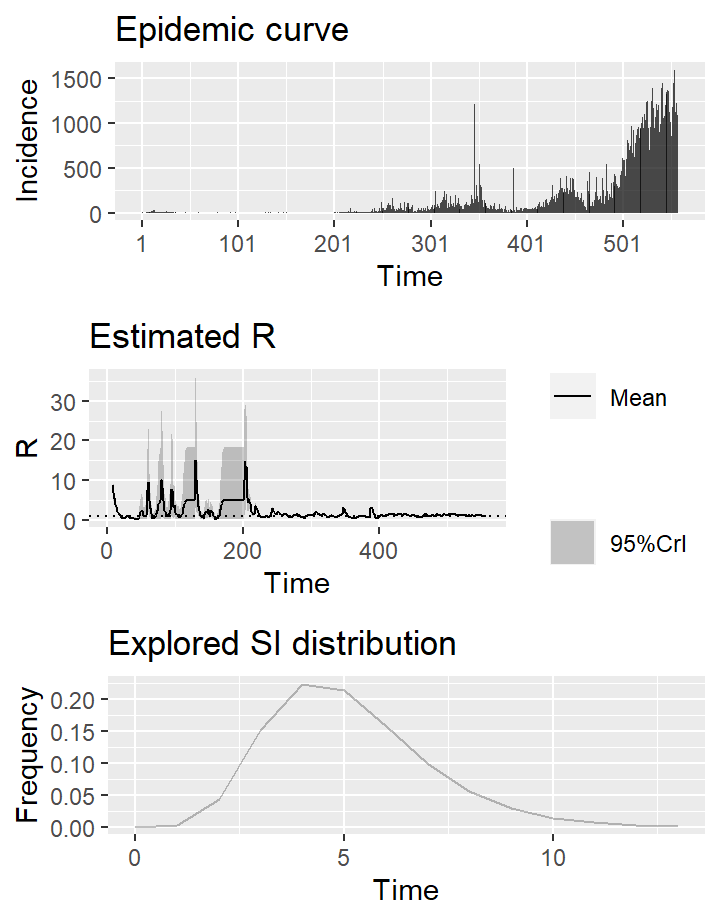 Epidemic curve
Incidence
1500
1000
500
0
1 101 201 301 401 501
Time
Estimated R
R
30
20
10
0
0 200 400
Time
Mean
95%CrI
Explored SI distribution
Frequency
0.20
0.15
0.10
0.05
0.00
0 5 10
Time